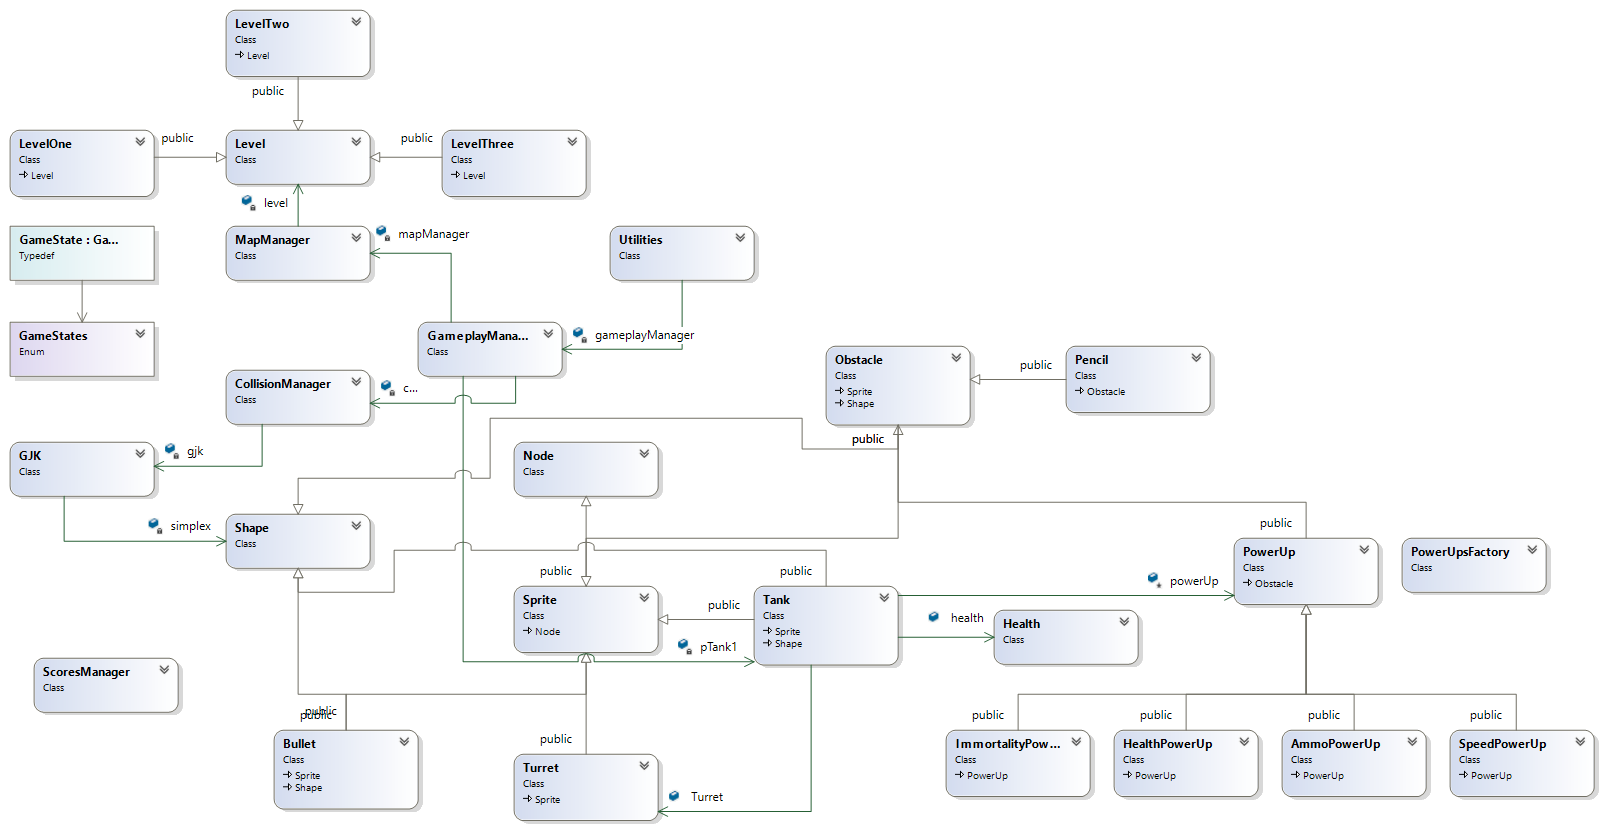 LevelTwo
Class
Level
public
LevelOne
Class
Level
public
Level
Class
public
LevelThree
Class
Level
level
GameState : Ga...
Typedef
MapManager
Class
mapManager
Utilities
Class
GameStates
Enum
GameplayMana...
Class
gameplayManager
CollisionManager
Class
c...
Obstacle
Class
Sprite
Shape
public
Pencil
Class
Obstacle
public
GJK
Class
gjk
Node
Class
simplex
Shape
Class
public
PowerUp
Class
Obstacle
PowerUpsFactory
Class
public
Sprite
Class
Node
public
public
Tank
Class
Sprite
Shape
powerUp
health
Health
Class
pTank1
ScoresManager
Class
public
public
Bullet
Class
Sprite
Shape
public
Turret
Class
Sprite
Turret
public
ImmortalityPow...
Class
PowerUp
public
HealthPowerUp
Class
PowerUp
public
AmmoPowerUp
Class
PowerUp
public
SpeedPowerUp
Class
PowerUp